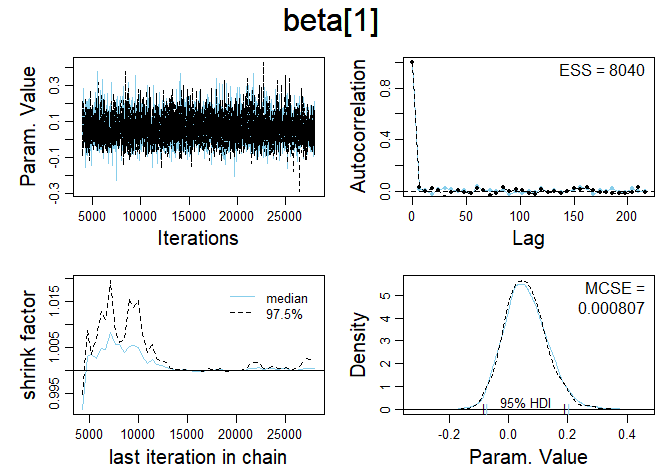 beta[1]
Param. Value
-0.3
-0.1
0.1
0.3
5000 10000 15000 20000 25000
Iterations
Autocorrelation
0.0
0.4
0.8
ESS = 8040
0 50 100 150 200
Lag
shrink factor
0.995
1.005
1.015
median
97.5%
5000 10000 15000 20000 25000
last iteration in chain
Density
0
1
2
3
4
5
MCSE =
0.000807
95% HDI
-0.2 0.0 0.2 0.4
Param. Value